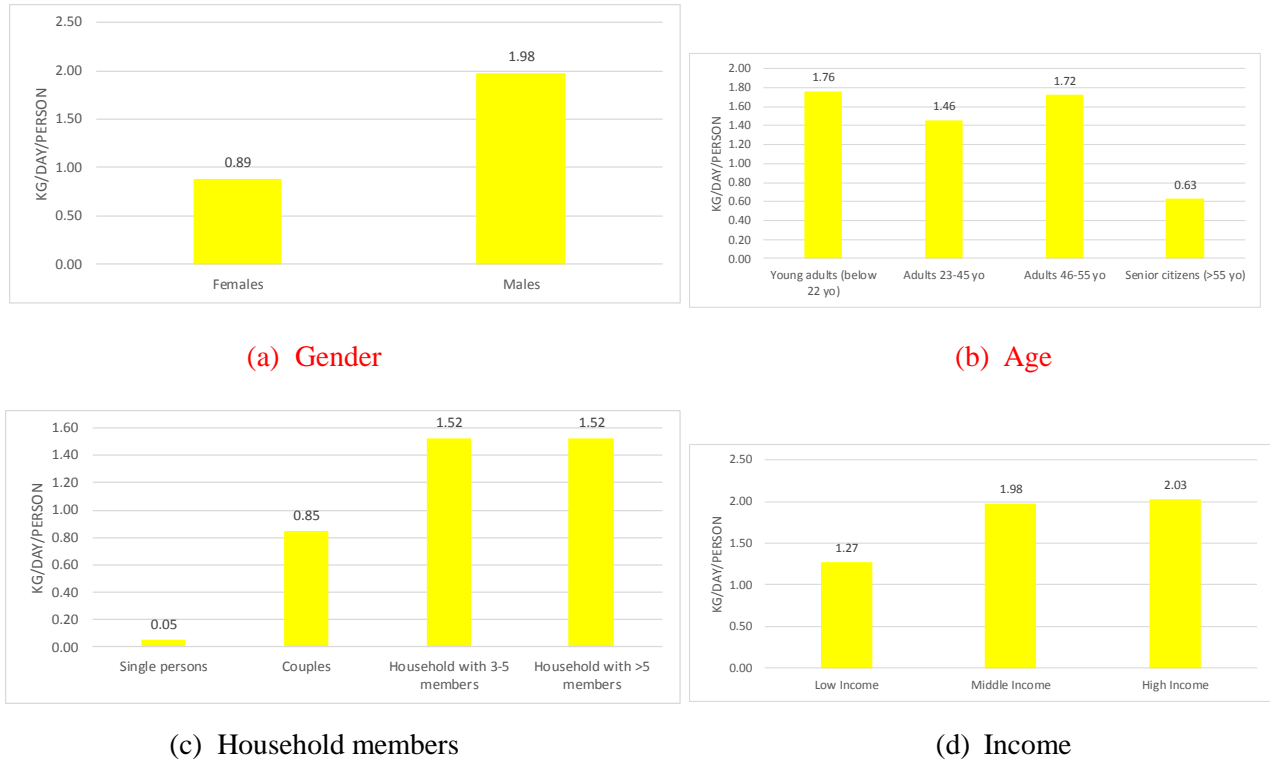 2.50
2.00
1.50
1.00
0.50
0.00
KG/DAY/PERSON
0.89
1.98
Females
Males
(a) Gender
2.00
1.80
1.60
1.40
1.20
1.00
0.80
0.60
0.40
0.20
0.00
KG/DAY/PERSON
1.76
1.46
1.72
0.63
Young adults (below
22 yo)
Adults 23-45 yo
Adults 46-55 yo
Senior citizens (>55 yo)
(b) Age
1.60
1.40
1.20
1.00
0.80
0.60
0.40
0.20
0.00
KG/DAY/PERSON
0.05
0.85
1.52
1.52
Single persons
Couples
Household with 3-5
members
Household with >5
members
(c) Household members
2.50
2.00
1.50
1.00
0.50
0.00
KG/DAY/PERSON
1.27
1.98
2.03
Low Income
Middle Income
High Income
(d) Income